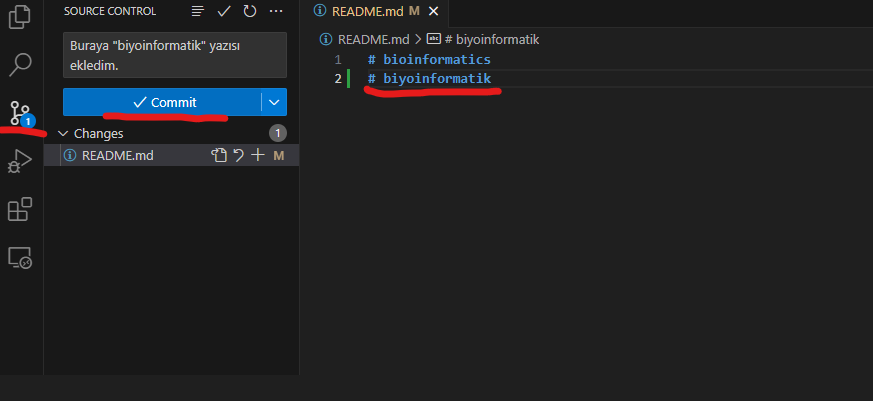 SOURCE CONTROL
Buraya "biyoinformatik" yazısı
ekledim.
Commit
1
Changes
1
README.md
M
README.md M
README.md > # biyoinformatik
1 # bioinformatics
2 # biyoinformatik